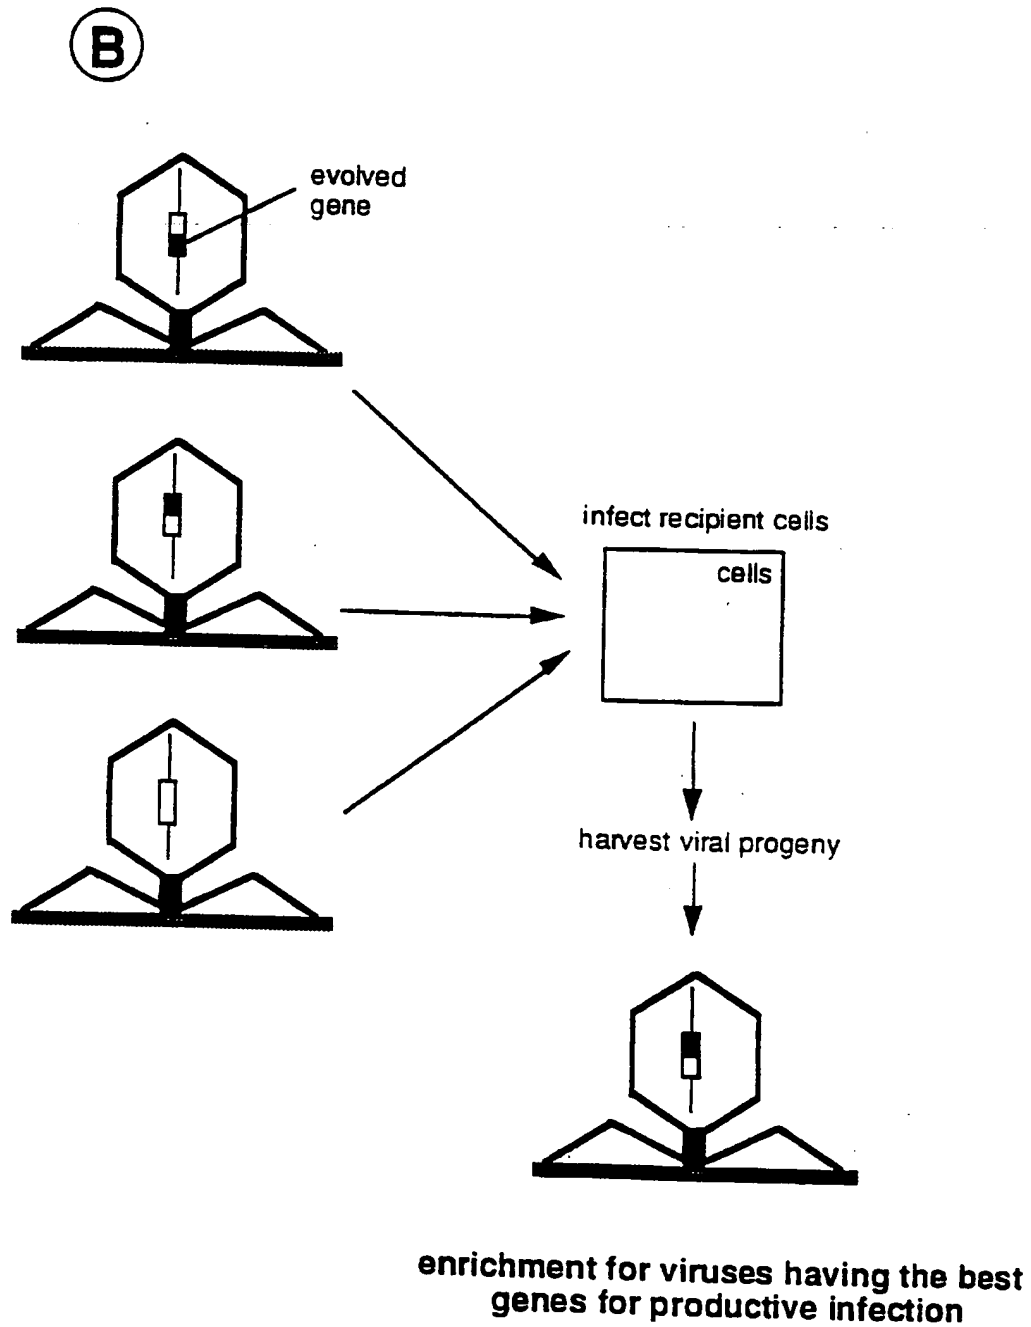 B
evolved
gene
infect recipient cells
cells
harvest viral progeny
enrichment for viruses having the best
genes for productive infection